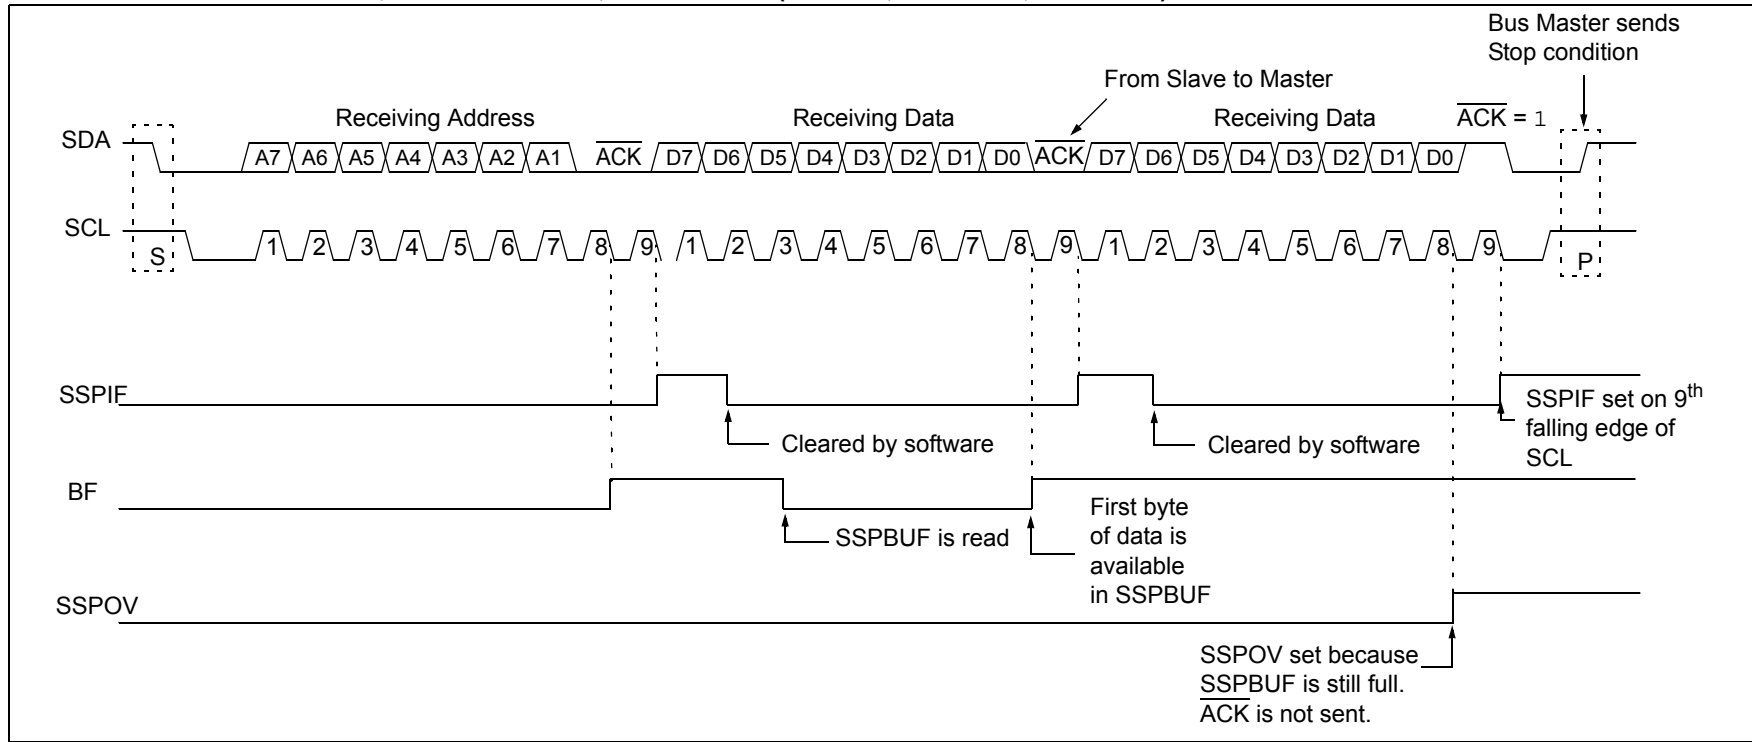 Bus Master sends
Stop condition
From Slave to Master
Receiving Address
Receiving Data
Receiving Data
ACK = 1
SDA
A7 A6 A5 A4 A3 A2 A1 ACK D7 D6 D5 D4 D3 D2 D1 D0 ACK D7 D6 D5 D4 D3 D2 D1 D0
SCL
S
1 2 3 4 5 6 7 8 9 1 2 3 4 5 6 7 8 9 1 2 3 4 5 6 7 8 9
P
SSPIF
Cleared by software
Cleared by software
SSPIF set on 9th
falling edge of
SCL
BF
SSPBUF is read
First byte
of data is
available
in SSPBUF
SSPOV
SSPOV set because
SSPBUF is still full.
ACK is not sent.